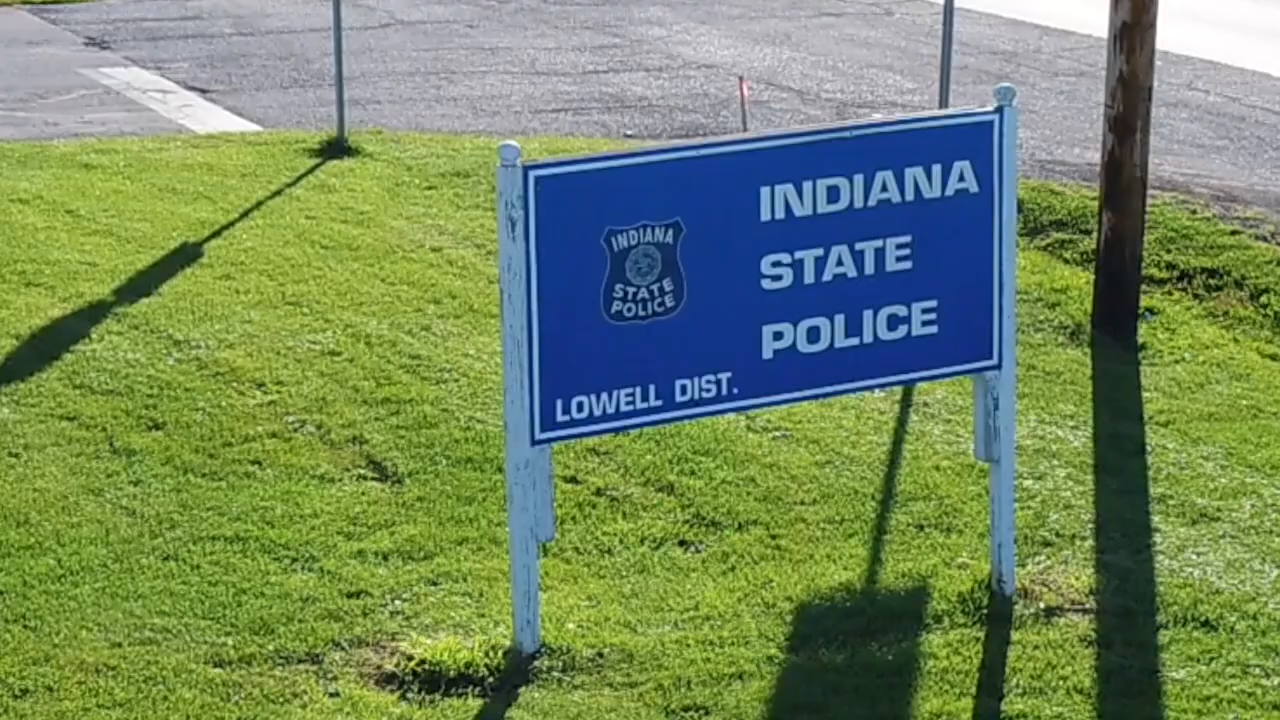 INDIANA
STATE
POLICE
INDIANA
STATE
POLICE
LOWELL DIST.